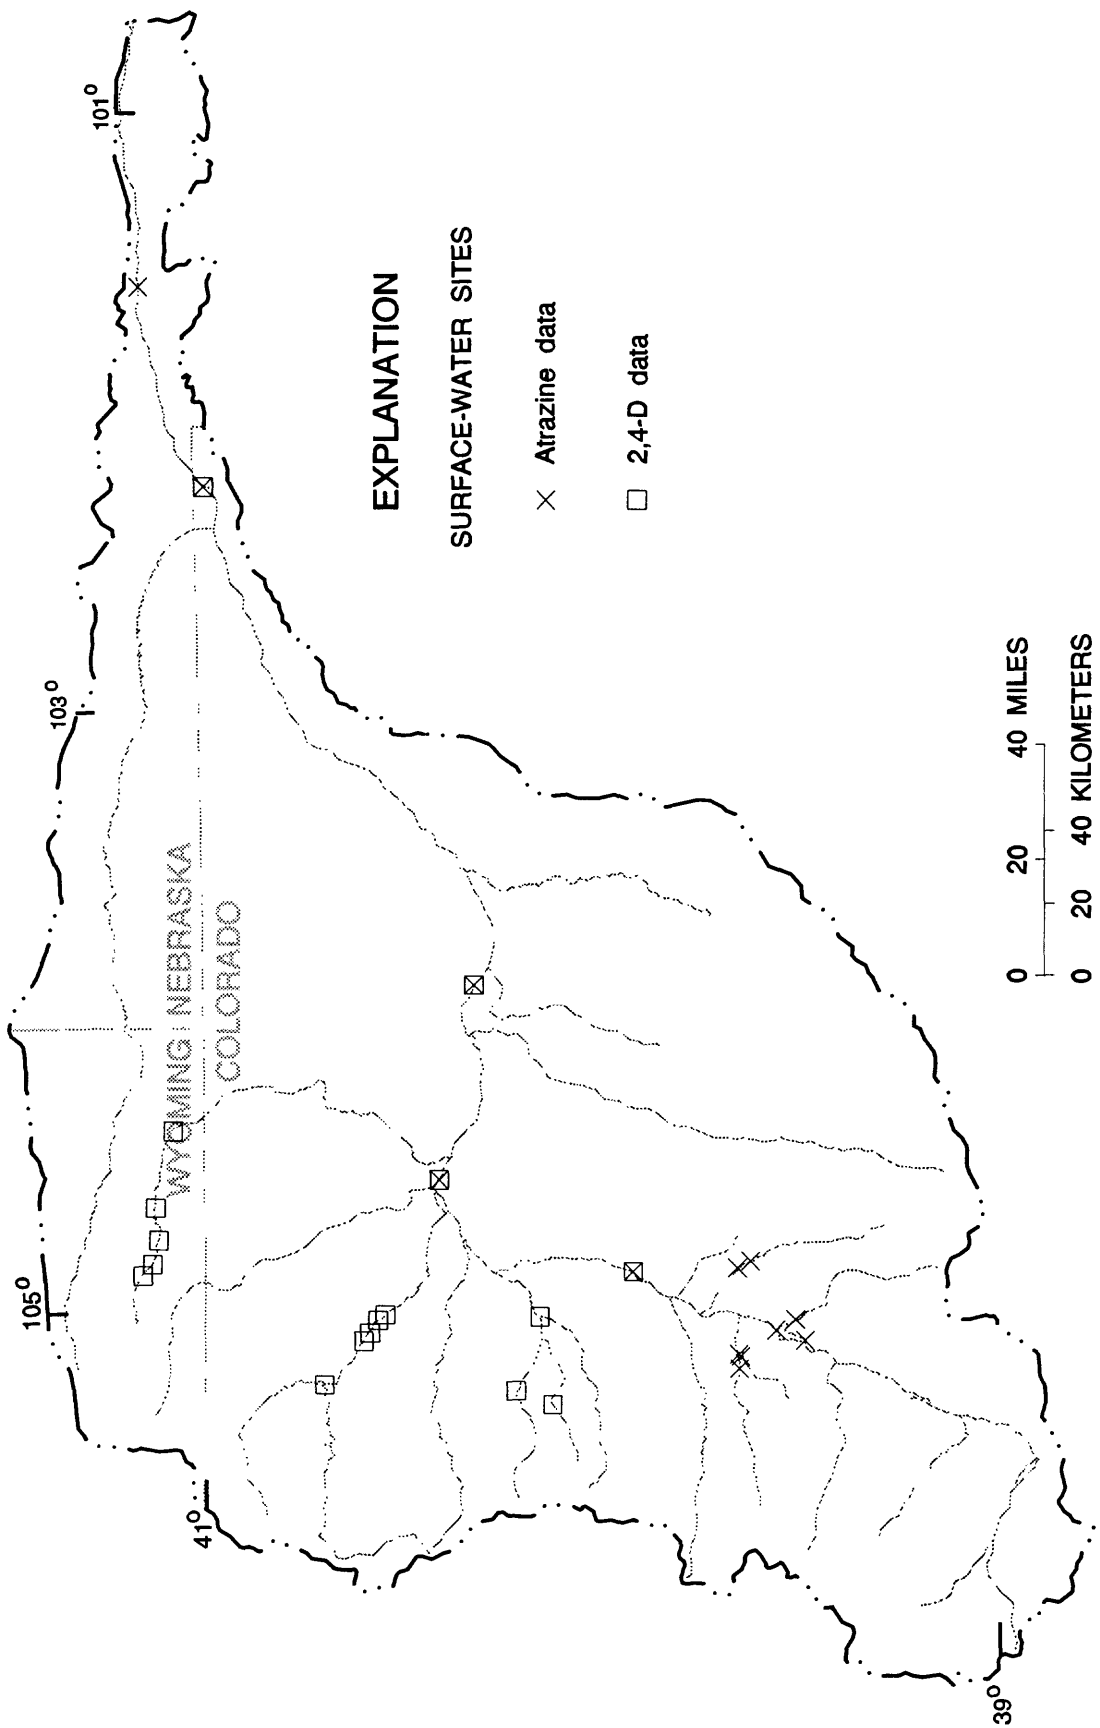 105°
103°
101°
41°
39°
WYOMING NEBRASKA
COLORADO
EXPLANATION
SURFACE-WATER SITES
Atrazine data
2,4-D data
0 20 40 MILES
0 20 40 KILOMETERS